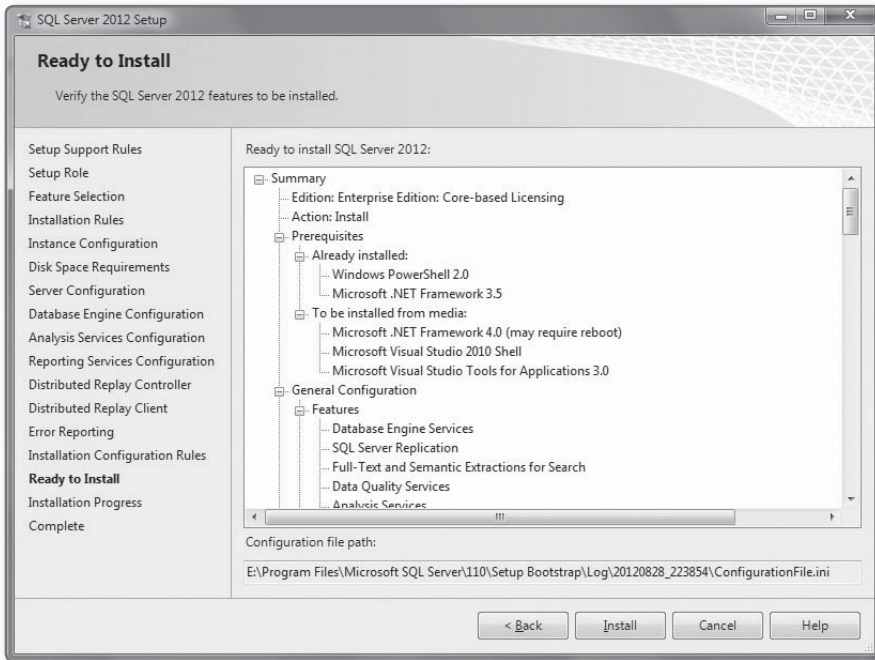 SQL Server 2012 Setup
Ready to Install
Verify the SQL Server 2012 features to be installed.
Setup Support Rules
Setup Role
Feature Selection
Installation Rules
Instance Configuration
Disk Space Requirements
Server Configuration
Database Engine Configuration
Analysis Services Configuration
Reporting Services Configuration
Distributed Replay Controller
Distributed Replay Client
Error Reporting
Installation Configuration Rules
Ready to Install
Installation Progress
Complete
Ready to install SQL Server 2012:
Summary
Edition: Enterprise Edition: Core-based Licensing
Action: Install
Prerequisites
Already installed:
Windows PowerShell 2.0
Microsoft .NET Framework 3.5
To be installed from media:
Microsoft .NET Framework 4.0 (may require reboot)
Microsoft Visual Studio 2010 Shell
Microsoft Visual Studio Tools for Applications 3.0
General Configuration
Features
Database Engine Services
SQL Server Replication
Full-Text and Semantic Extractions for Search
Data Quality Services
Analysis Services
Configuration file path:
E:\Program Files\Microsoft SQL Server\110\Setup Bootstrap\Log\20120828_223854\ConfigurationFile.ini
< Back
Install
Cancel
Help